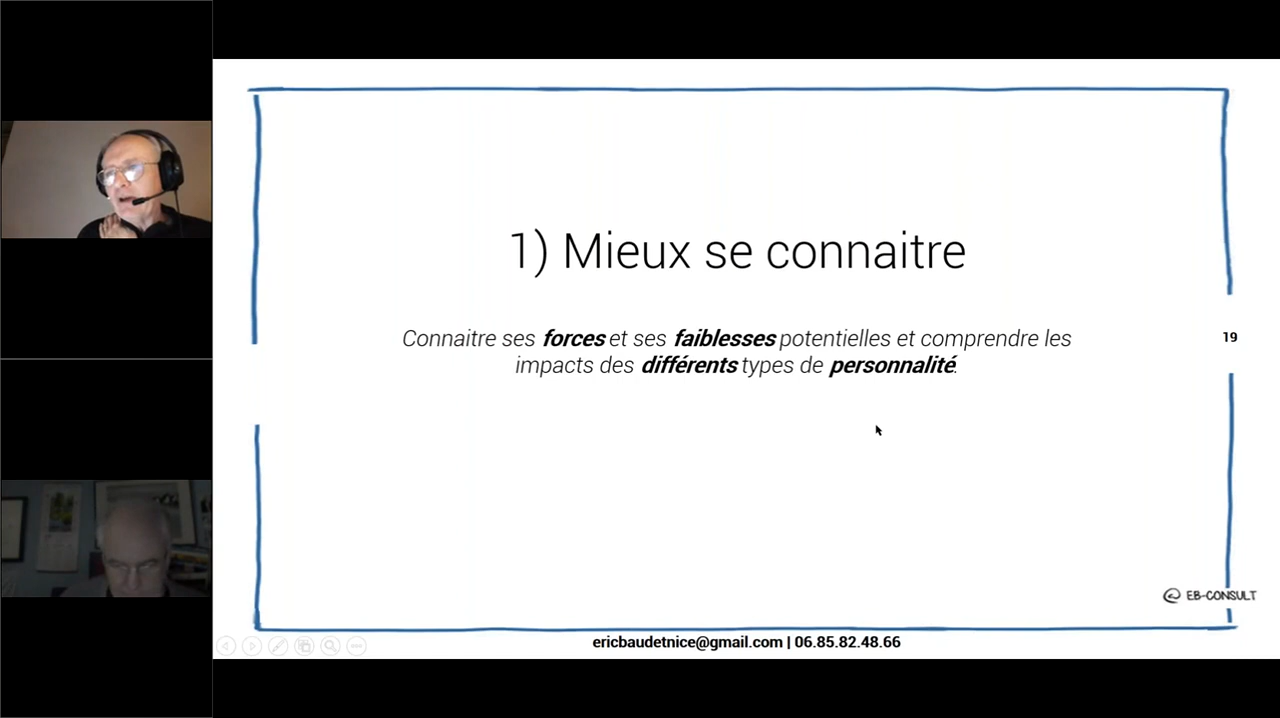 1) Mieux se connaitre
Connaitre ses forces et ses faiblesses potentielles et comprendre les
impacts des différents types de personnalité.
19
@ EB-CONSULT
ericbaudetnice@gmail.com | 06.85.82.48.66